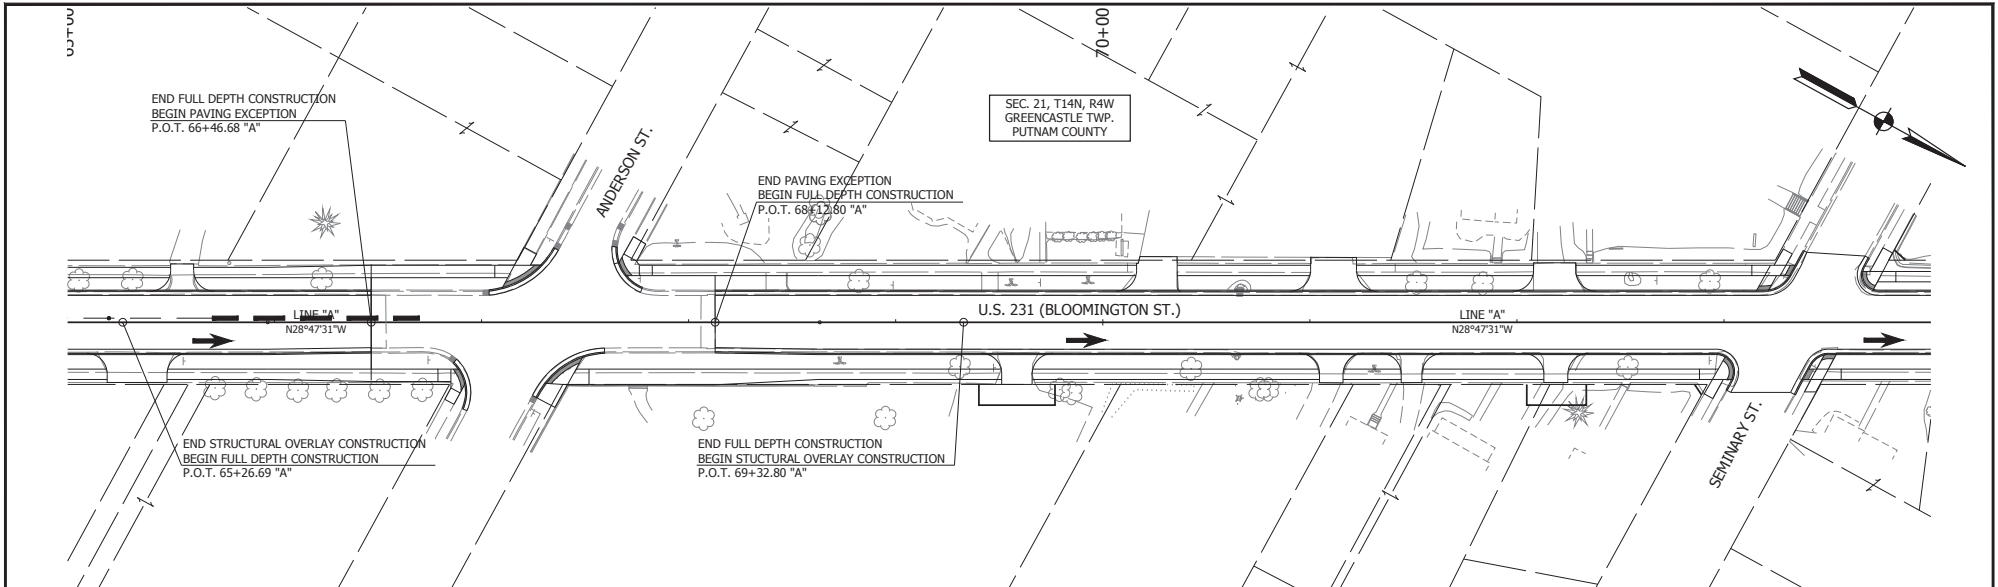 65+00
70+00
END FULL DEPTH CONSTRUCTION
BEGIN PAVING EXCEPTION
P.O.T. 66+46.68 "A"
SEC. 21, T14N, R4W
GREENCASTLE TWP.
PUTNAM COUNTY
ANDERSON ST.
END PAVING EXCEPTION
BEGIN FULL DEPTH CONSTRUCTION
P.O.T. 68+12.80 "A"
LINE "A"
N28°47'31"W
U.S. 231 (BLOOMINGTON ST.)
LINE "A"
N28°47'31"W
END STRUCTURAL OVERLAY CONSTRUCTION
BEGIN FULL DEPTH CONSTRUCTION
P.O.T. 65+26.69 "A"
END FULL DEPTH CONSTRUCTION
BEGIN STUCTURAL OVERLAY CONSTRUCTION
P.O.T. 69+32.80 "A"
SEMINARY ST.